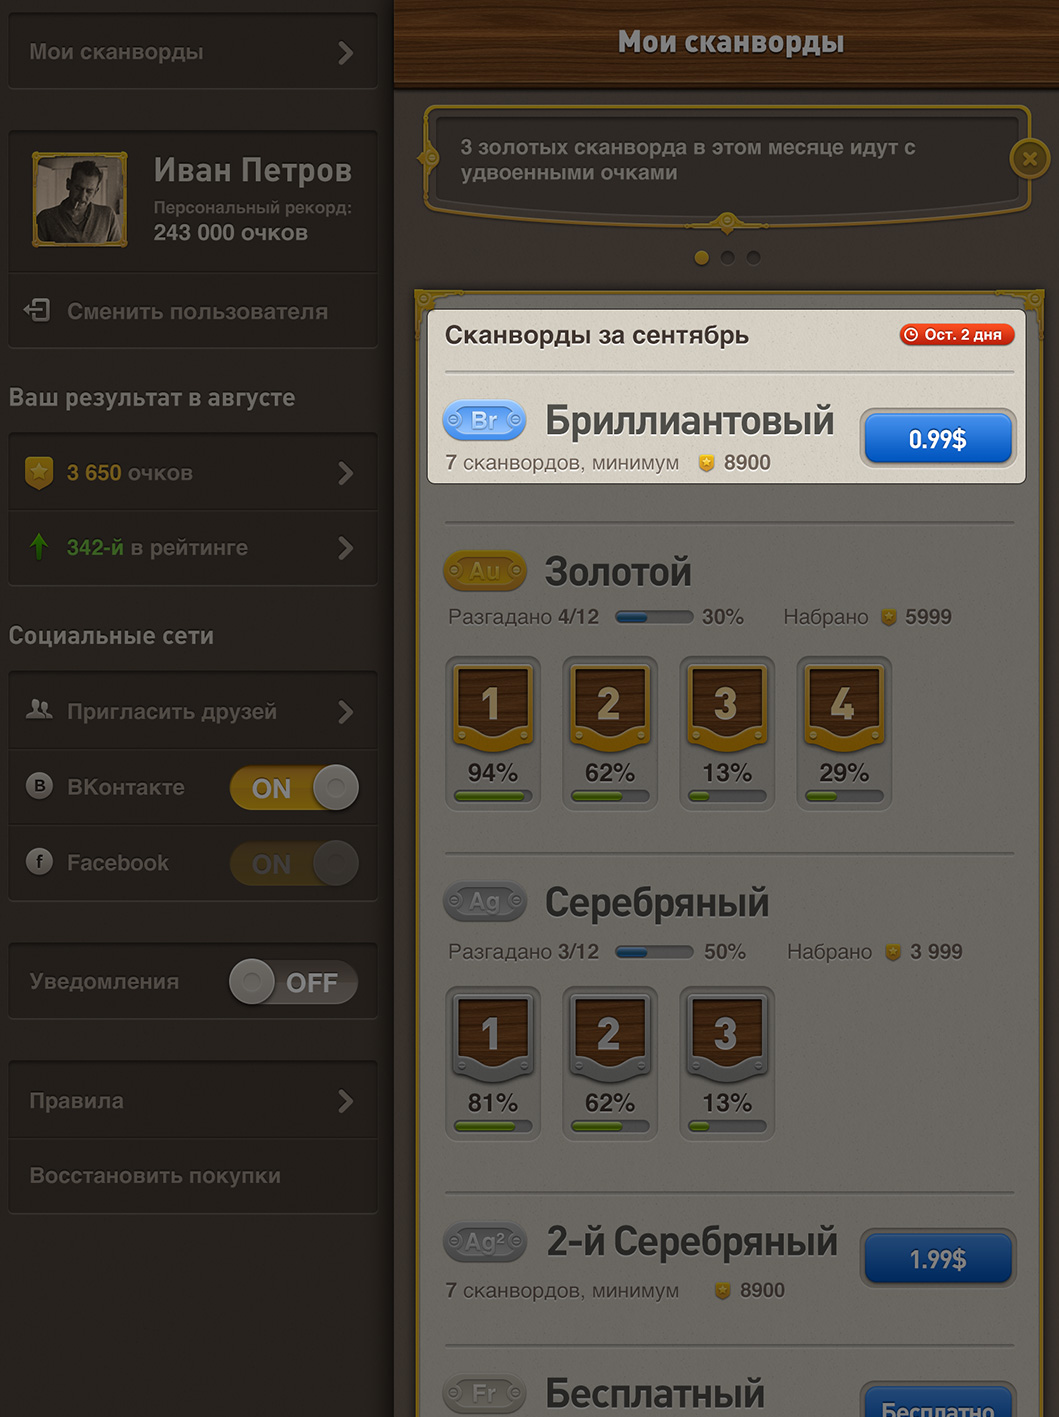 Мои сканворды
Иван Петров
Персональный рекорд:
243 000 очков
Сменить пользователя
Ваш результат в августе
3 650 очков
342-й в рейтинге
Социальные сети
Пригласить друзей
B ВКонтакте ON
f Facebook ON
Уведомления OFF
Правила
Восстановить покупки
Мои сканворды
3 золотых сканворда в этом месяце идут с
удвоенными очками
Сканворды за сентябрь
Ост. 2 дня
Br Бриллиантовый
0.99$
7 сканвордов, минимум 8900
Au Золотой
Разгадано 4/12 30% Набрано 5999
1 2 3 4
94% 62% 13% 29%
Ag Серебряный
Разгадано 3/12 50% Набрано 3 999
1 2 3
81% 62% 13%
Ag² 2-й Серебряный
1.99$
7 сканвордов, минимум 8900
Fr Бесплатный
Бесплатно